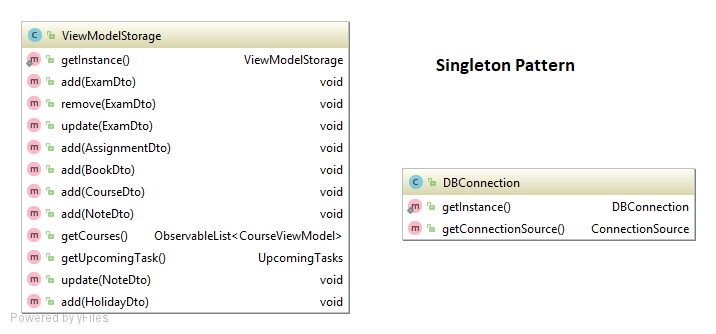 C ViewModelStorage
m getInstance() ViewModelStorage
m add(ExamDto) void
m remove(ExamDto) void
m update(ExamDto) void
m add(AssignmentDto) void
m add(BookDto) void
m add(CourseDto) void
m add(NoteDto) void
m getCourses() ObservableList<CourseViewModel>
m getUpcomingTask() UpcomingTasks
m update(NoteDto) void
m add(HolidayDto) void
Singleton Pattern
C DBConnection
m getInstance() DBConnection
m getConnectionSource() ConnectionSource
Powered by yFiles